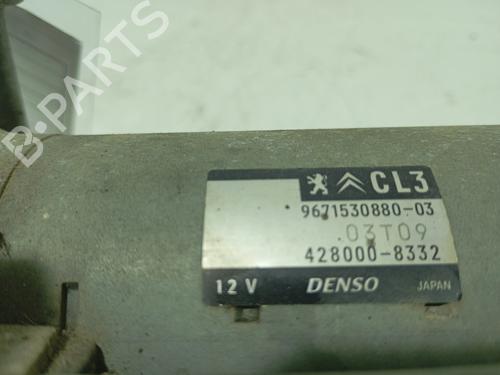 B-PARTS
CL3
9671530880-03
03T09
428000-8332
12 V DENSO JAPAN